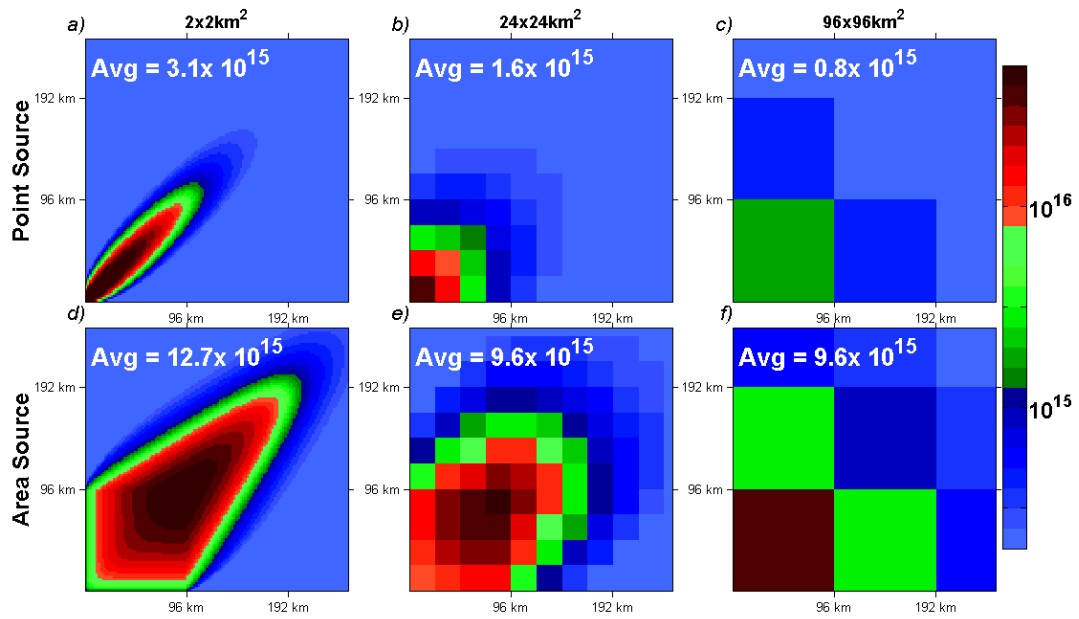 a) 2x2km²
b) 24x24km²
c) 96x96km²
Point Source
Avg = 3.1x 10¹⁵
Avg = 1.6x 10¹⁵
Avg = 0.8x 10¹⁵
192 km
192 km
192 km
96 km
96 km
96 km
96 km 192 km
96 km 192 km
96 km 192 km
10¹⁶
10¹⁵
d)
e)
f)
Area Source
Avg = 12.7x 10¹⁵
Avg = 9.6x 10¹⁵
Avg = 9.6x 10¹⁵
192 km
192 km
192 km
96 km
96 km
96 km
96 km 192 km
96 km 192 km
96 km 192 km